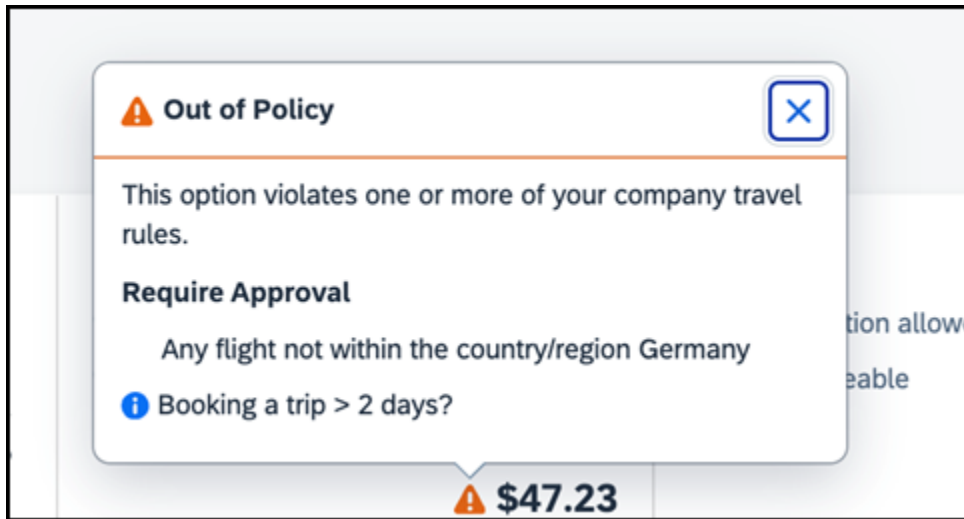 Out of Policy
This option violates one or more of your company travel
rules.
Require Approval
Any flight not within the country/region Germany
Booking a trip > 2 days?
$47.23